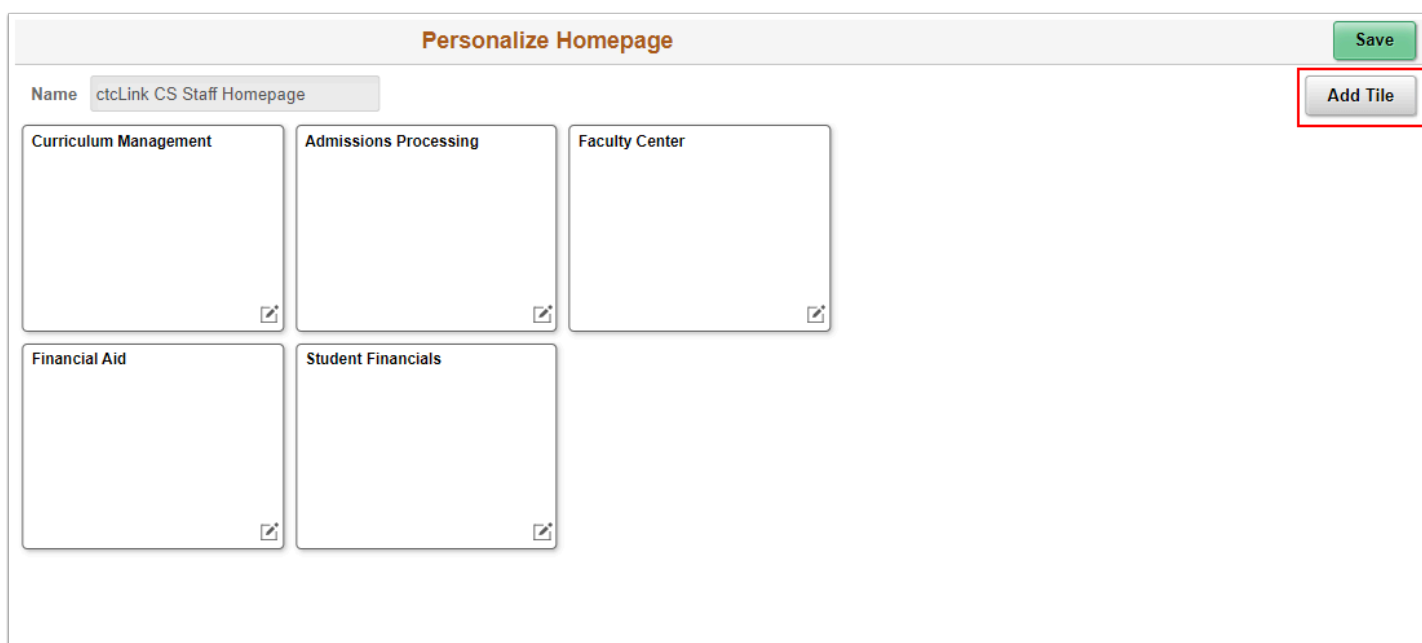 Personalize Homepage
Save
Name ctcLink CS Staff Homepage
Add Tile
Curriculum Management
Admissions Processing
Faculty Center
Financial Aid
Student Financials